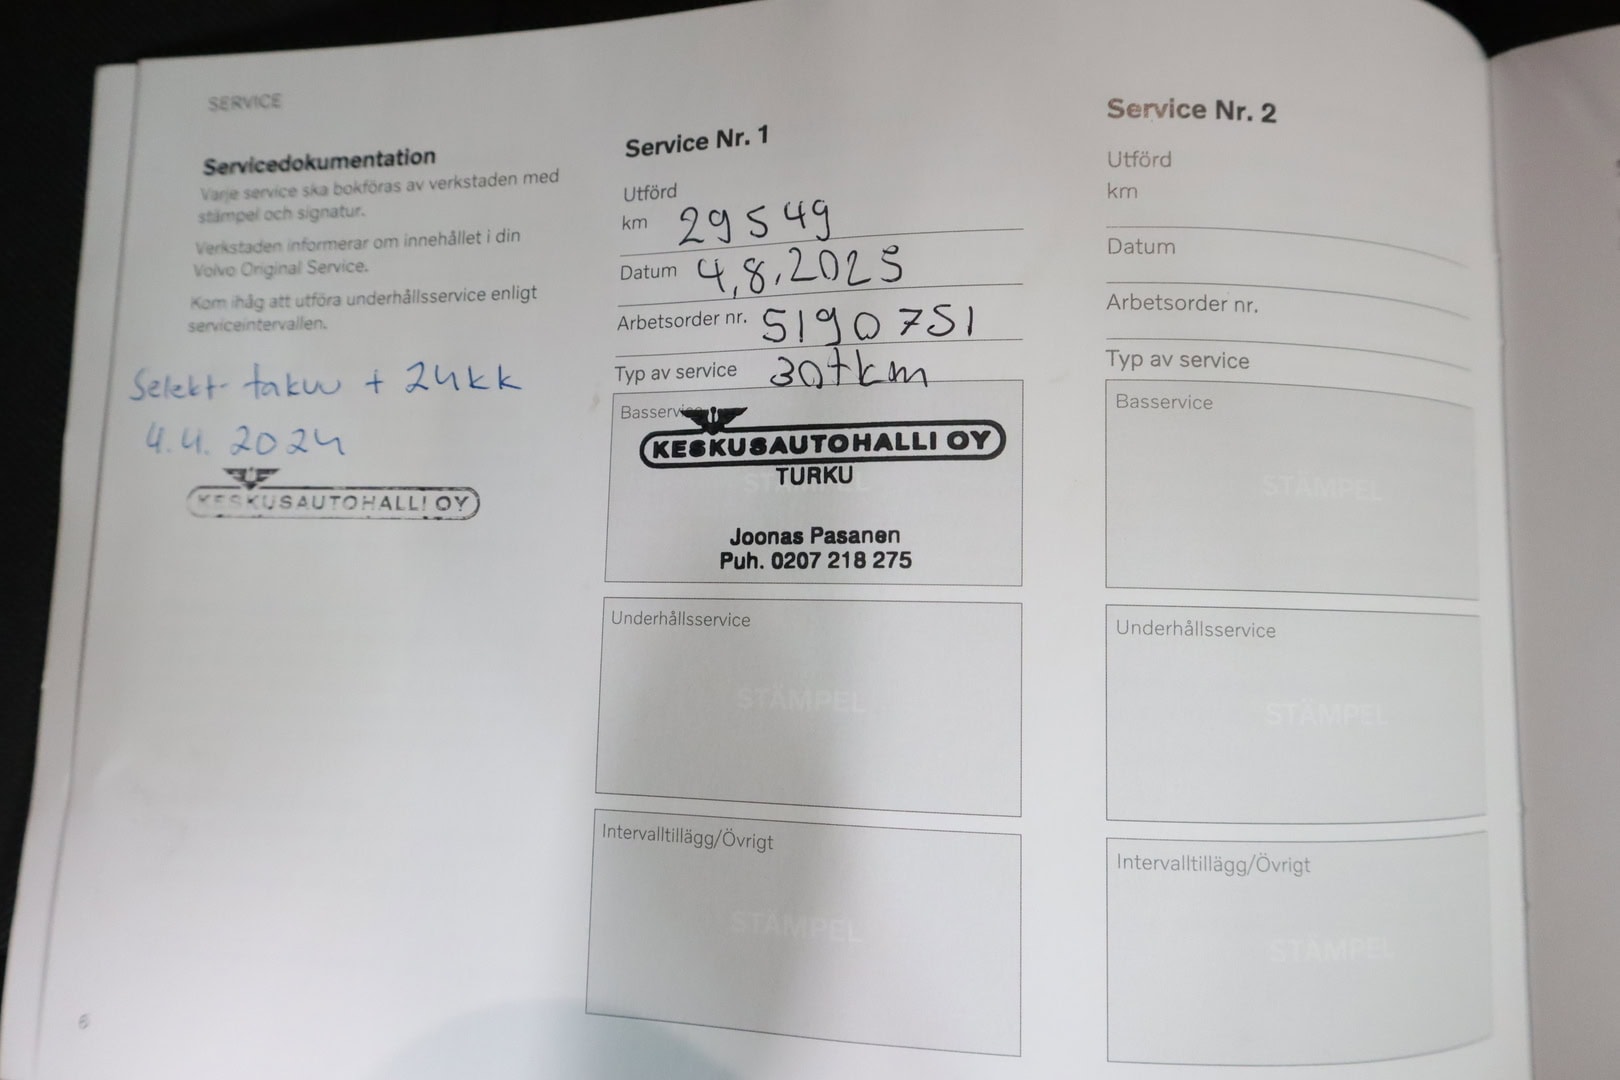 SERVICE
Servicedokumentation
Varje service ska bokföras av verkstaden med
stämpel och signatur.
Verkstaden informerar om innehållet i din
Volvo Original Service.
Kom ihåg att utföra underhållsservice enligt
serviceintervallen.
Selekt- takuu + 24kk
4.4. 2024
KESKUSAUTOHALLI OY
6
Service Nr. 1
Utförd
km 29549
Datum 4,8,2025
Arbetsorder nr. 5190751
Typ av service 30tkm
Basservice
KESKUSAUTOHALLI OY
TURKU
STÄMPEL
Joonas Pasanen
Puh. 0207 218 275
Underhållsservice
STÄMPEL
Intervalltillägg/Övrigt
STÄMPEL
Service Nr. 2
Utförd
km
Datum
Arbetsorder nr.
Typ av service
Basservice
STÄMPEL
Underhållsservice
STÄMPEL
Intervalltillägg/Övrigt
STÄMPEL